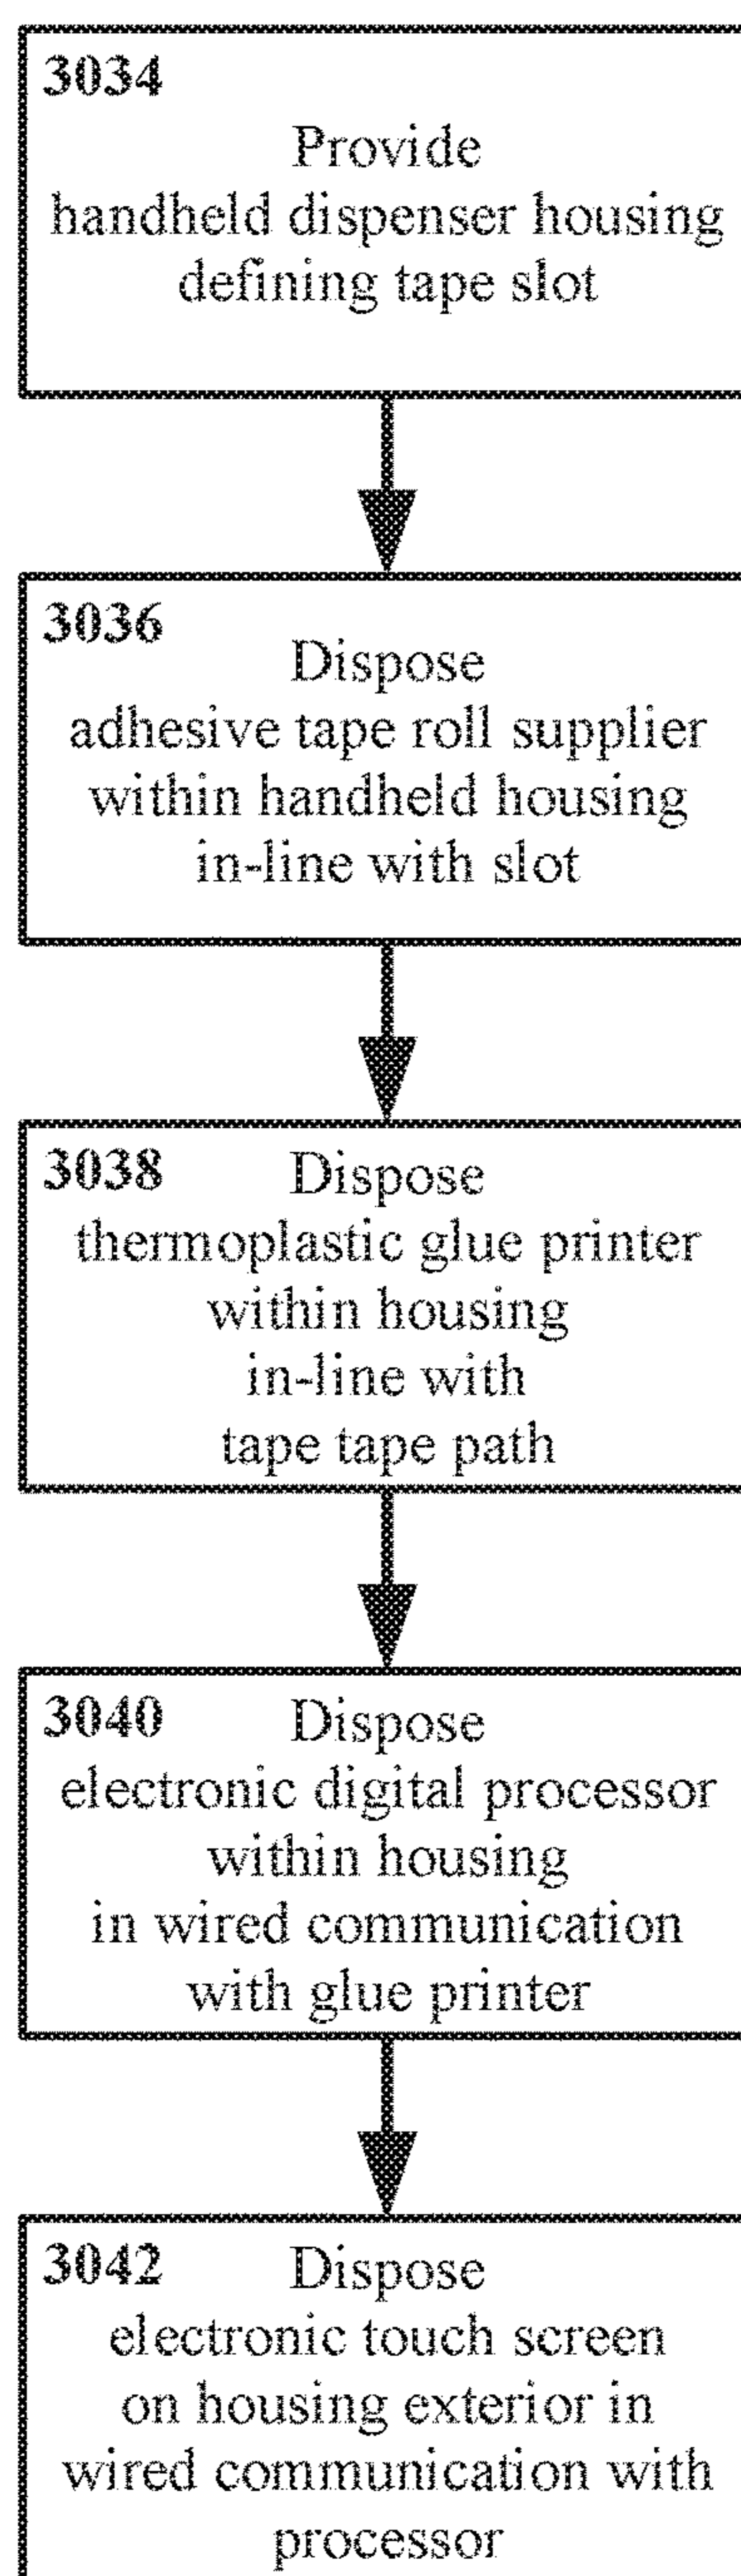 3034
Provide
handheld dispenser housing
defining tape slot
3036
Dispose
adhesive tape roll supplier
within handheld housing
in-line with slot
3038 Dispose
thermoplastic glue printer
within housing
in-line with
tape tape path
3040 Dispose
electronic digital processor
within housing
in wired communication
with glue printer
3042 Dispose
electronic touch screen
on housing exterior in
wired communication with
processor